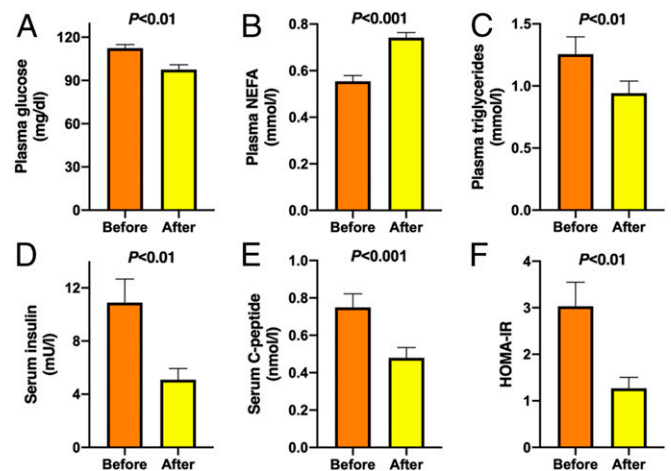 A
P<0.01
Plasma glucose
(mg/dl)
120
90
60
30
0
Before After
B
P<0.001
Plasma NEFA
(mmol/l)
0.8
0.6
0.4
0.2
0.0
Before After
C
P<0.01
Plasma triglycerides
(mmol/l)
1.5
1.0
0.5
0.0
Before After
D
P<0.01
Serum insulin
(mU/l)
12
8
4
0
Before After
E
P<0.001
Serum C-peptide
(nmol/l)
1.0
0.8
0.6
0.4
0.2
0.0
Before After
F
P<0.01
HOMA-IR
4
3
2
1
0
Before After